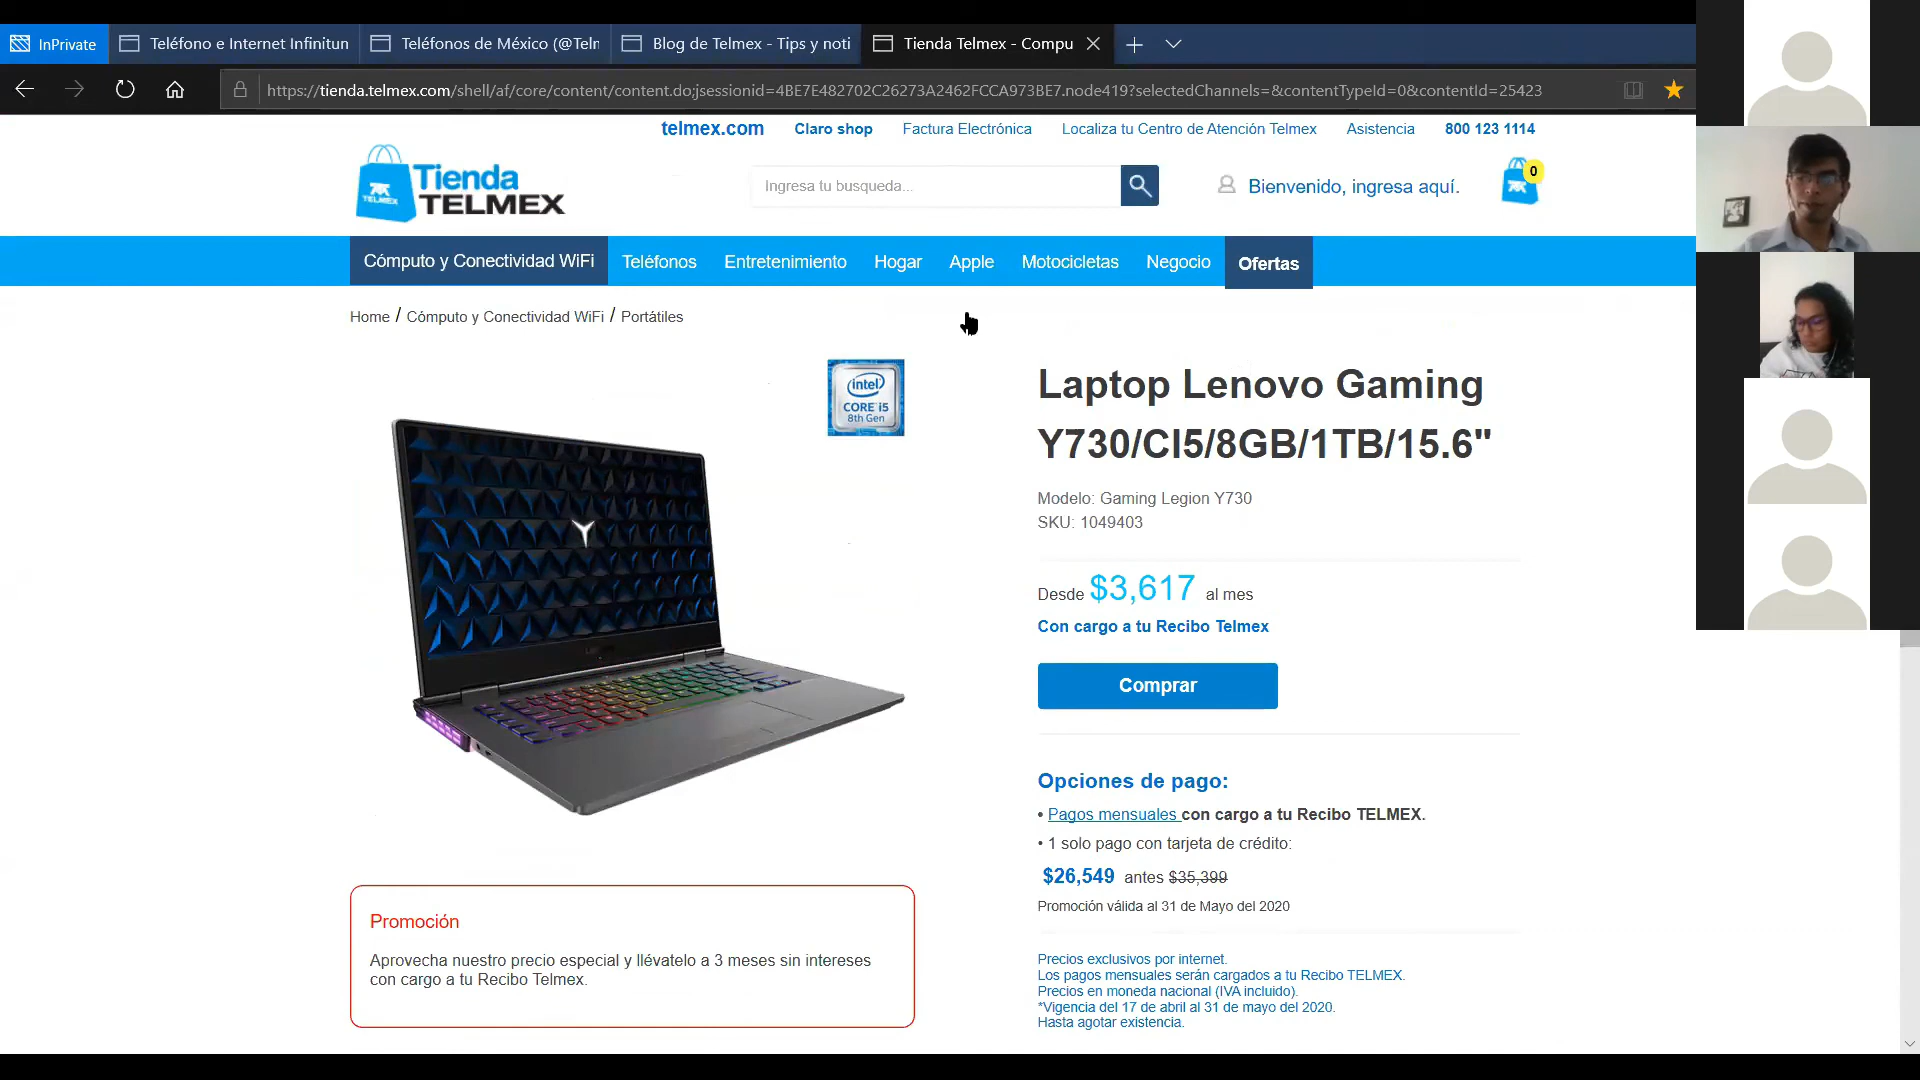 InPrivate
Teléfono e Internet Infinitun
Teléfonos de México (@Teln
Blog de Telmex - Tips y noti
Tienda Telmex - Compu
https://tienda.telmex.com/shell/af/core/content/content.do;jsessionid=4BE7E482702C26273A2462FCCA973BE7.node419?selectedChannels=&contentTypeId=0&contentId=25423
telmex.com
Claro shop
Factura Electrónica
Localiza tu Centro de Atención Telmex
Asistencia
800 123 1114
TELMEX
Tienda
TELMEX
Ingresa tu busqueda...
Bienvenido, ingresa aquí.
0
Cómputo y Conectividad WiFi
Teléfonos
Entretenimiento
Hogar
Apple
Motocicletas
Negocio
Ofertas
Home / Cómputo y Conectividad WiFi / Portátiles
intel
CORE i5
8th Gen
Laptop Lenovo Gaming
Y730/CI5/8GB/1TB/15.6"
Modelo: Gaming Legion Y730
SKU: 1049403
Desde $3,617 al mes
Con cargo a tu Recibo Telmex
Comprar
Opciones de pago:
• Pagos mensuales con cargo a tu Recibo TELMEX.
• 1 solo pago con tarjeta de crédito:
$26,549 antes $35,399
Promoción válida al 31 de Mayo del 2020
Promoción
Aprovecha nuestro precio especial y llévatelo a 3 meses sin intereses
con cargo a tu Recibo Telmex.
Precios exclusivos por internet.
Los pagos mensuales serán cargados a tu Recibo TELMEX.
Precios en moneda nacional (IVA incluido).
*Vigencia del 17 de abril al 31 de mayo del 2020.
Hasta agotar existencia.